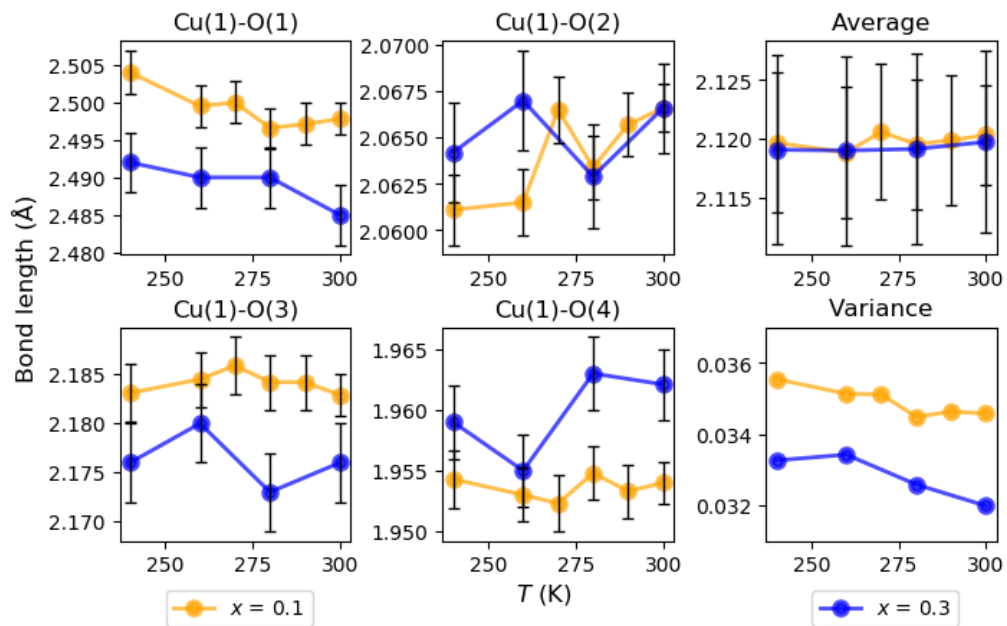 Cu(1)-O(1)
Cu(1)-O(2)
Average
2.505
2.500
2.495
2.490
2.485
2.480
2.0700
2.0675
2.0650
2.0625
2.0600
2.125
2.120
2.115
250 275 300
250 275 300
250 275 300
Bond length (Å)
Cu(1)-O(3)
Cu(1)-O(4)
Variance
2.185
2.180
2.175
2.170
1.965
1.960
1.955
1.950
0.036
0.034
0.032
250 275 300
250 275 300
250 275 300
T (K)
x = 0.1
x = 0.3